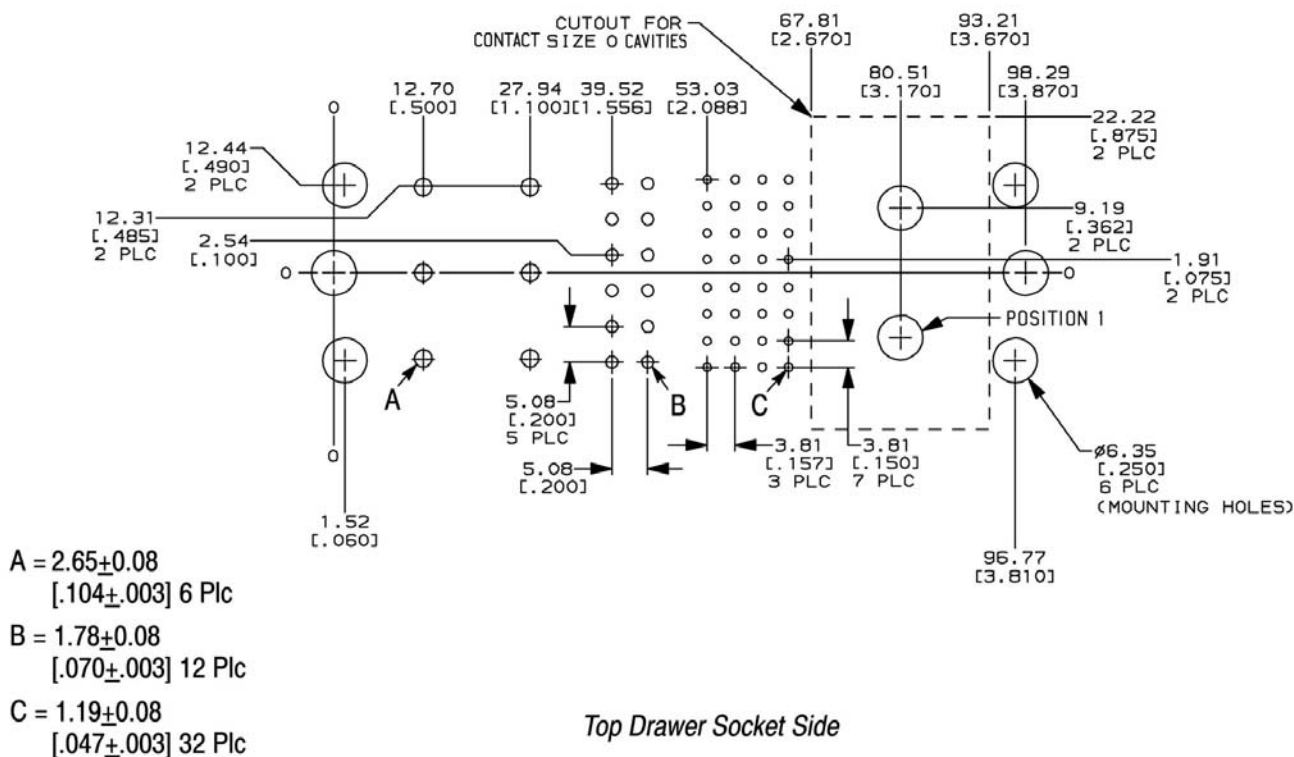 CUTOUT FOR
CONTACT SIZE 0 CAVITIES
67.81
[2.670]
93.21
[3.670]
12.70
[.500]
27.94
[1.100]
39.52
[1.556]
53.03
[2.088]
80.51
[3.170]
98.29
[3.870]
0
22.22
[.875]
2 PLC
12.44
[.490]
2 PLC
12.31
[.485]
2 PLC
9.19
[.362]
2 PLC
2.54
[.100]
0
0
1.91
[.075]
2 PLC
POSITION 1
A
B
C
5.08
[.200]
5 PLC
5.08
[.200]
3.81
[.157]
3 PLC
3.81
[.150]
7 PLC
0
ø6.35
[.250]
6 PLC
(MOUNTING HOLES)
1.52
[.060]
96.77
[3.810]
A = 2.65±0.08
[.104±.003] 6 Plc
B = 1.78±0.08
[.070±.003] 12 Plc
C = 1.19±0.08
[.047±.003] 32 Plc
Top Drawer Socket Side